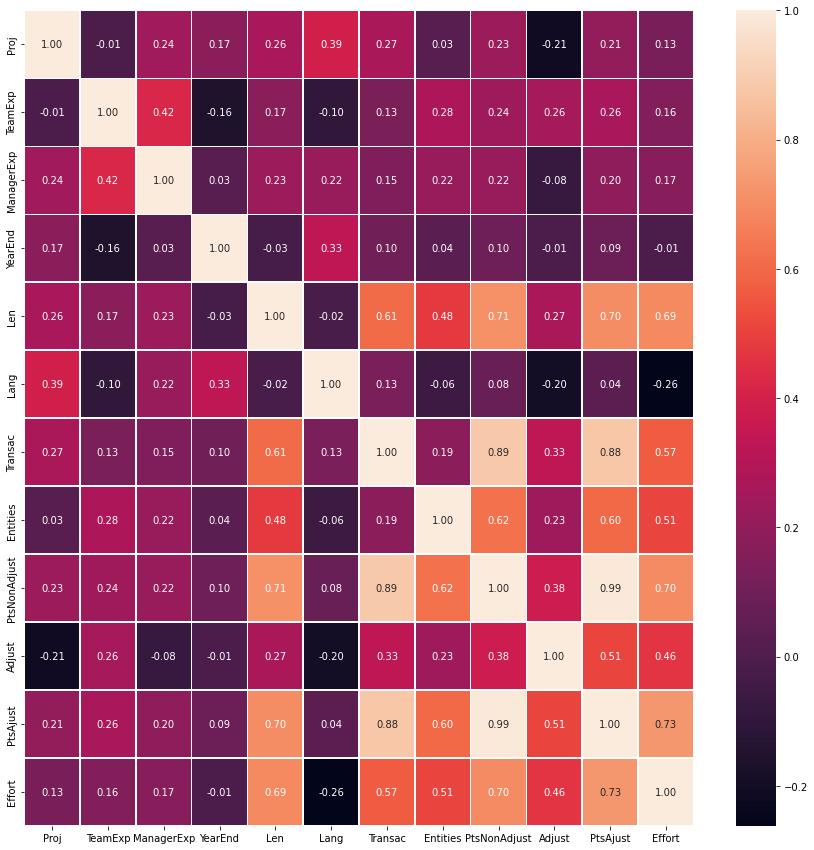 Proj 1.00 -0.01 0.24 0.17 0.26 0.39 0.27 0.03 0.23 -0.21 0.21 0.13
TeamExp -0.01 1.00 0.42 -0.16 0.17 -0.10 0.13 0.28 0.24 0.26 0.26 0.16
ManagerExp 0.24 0.42 1.00 0.03 0.23 0.22 0.15 0.22 0.22 -0.08 0.20 0.17
YearEnd 0.17 -0.16 0.03 1.00 -0.03 0.33 0.10 0.04 0.10 -0.01 0.09 -0.01
Len 0.26 0.17 0.23 -0.03 1.00 -0.02 0.61 0.48 0.71 0.27 0.70 0.69
Lang 0.39 -0.10 0.22 0.33 -0.02 1.00 0.13 -0.06 0.08 -0.20 0.04 -0.26
Transac 0.27 0.13 0.15 0.10 0.61 0.13 1.00 0.19 0.89 0.33 0.88 0.57
Entities 0.03 0.28 0.22 0.04 0.48 -0.06 0.19 1.00 0.62 0.23 0.60 0.51
PtsNonAdjust 0.23 0.24 0.22 0.10 0.71 0.08 0.89 0.62 1.00 0.38 0.99 0.70
Adjust -0.21 0.26 -0.08 -0.01 0.27 -0.20 0.33 0.23 0.38 1.00 0.51 0.46
PtsAjust 0.21 0.26 0.20 0.09 0.70 0.04 0.88 0.60 0.99 0.51 1.00 0.73
Effort 0.13 0.16 0.17 -0.01 0.69 -0.26 0.57 0.51 0.70 0.46 0.73 1.00
Proj TeamExp ManagerExp YearEnd Len Lang Transac Entities PtsNonAdjust Adjust PtsAjust Effort
1.0
0.8
0.6
0.4
0.2
0.0
−0.2